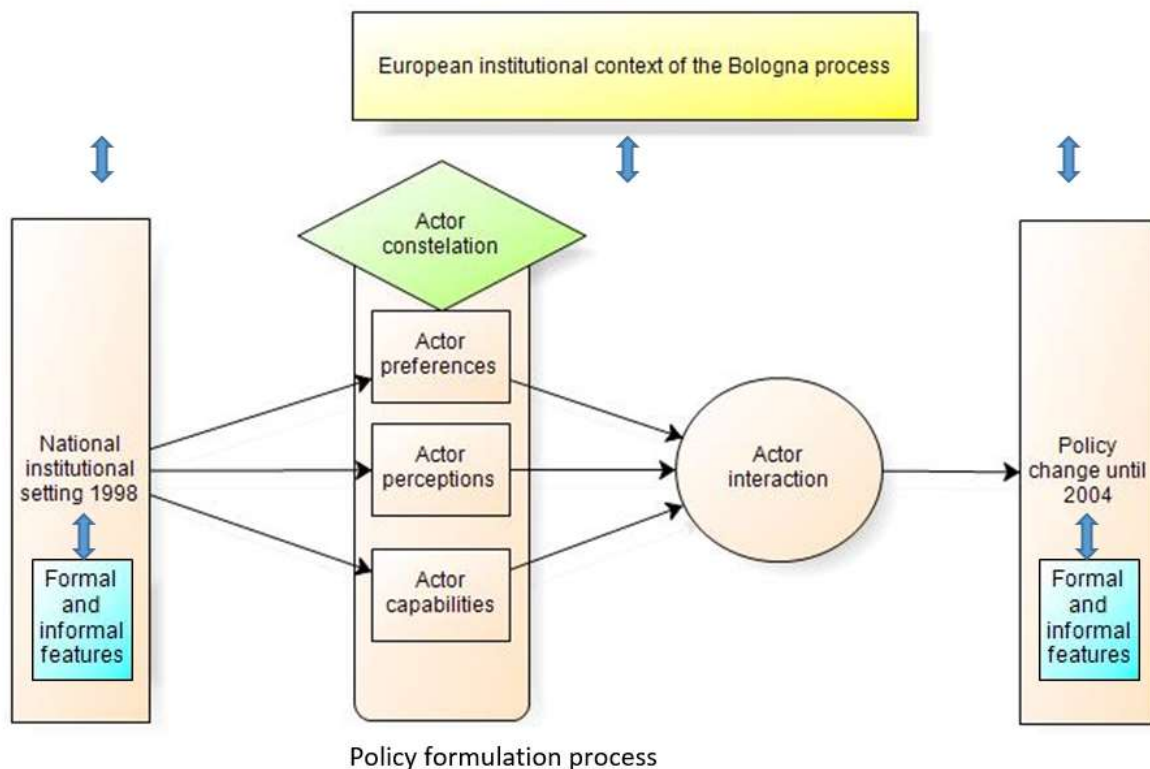 European institutional context of the Bologna process
Actor
constelation
Actor
preferences
National
institutional
setting 1998
Actor
perceptions
Actor
interaction
Policy
change until
2004
Formal
and
informal
features
Actor
capabilities
Formal
and
informal
features
Policy formulation process